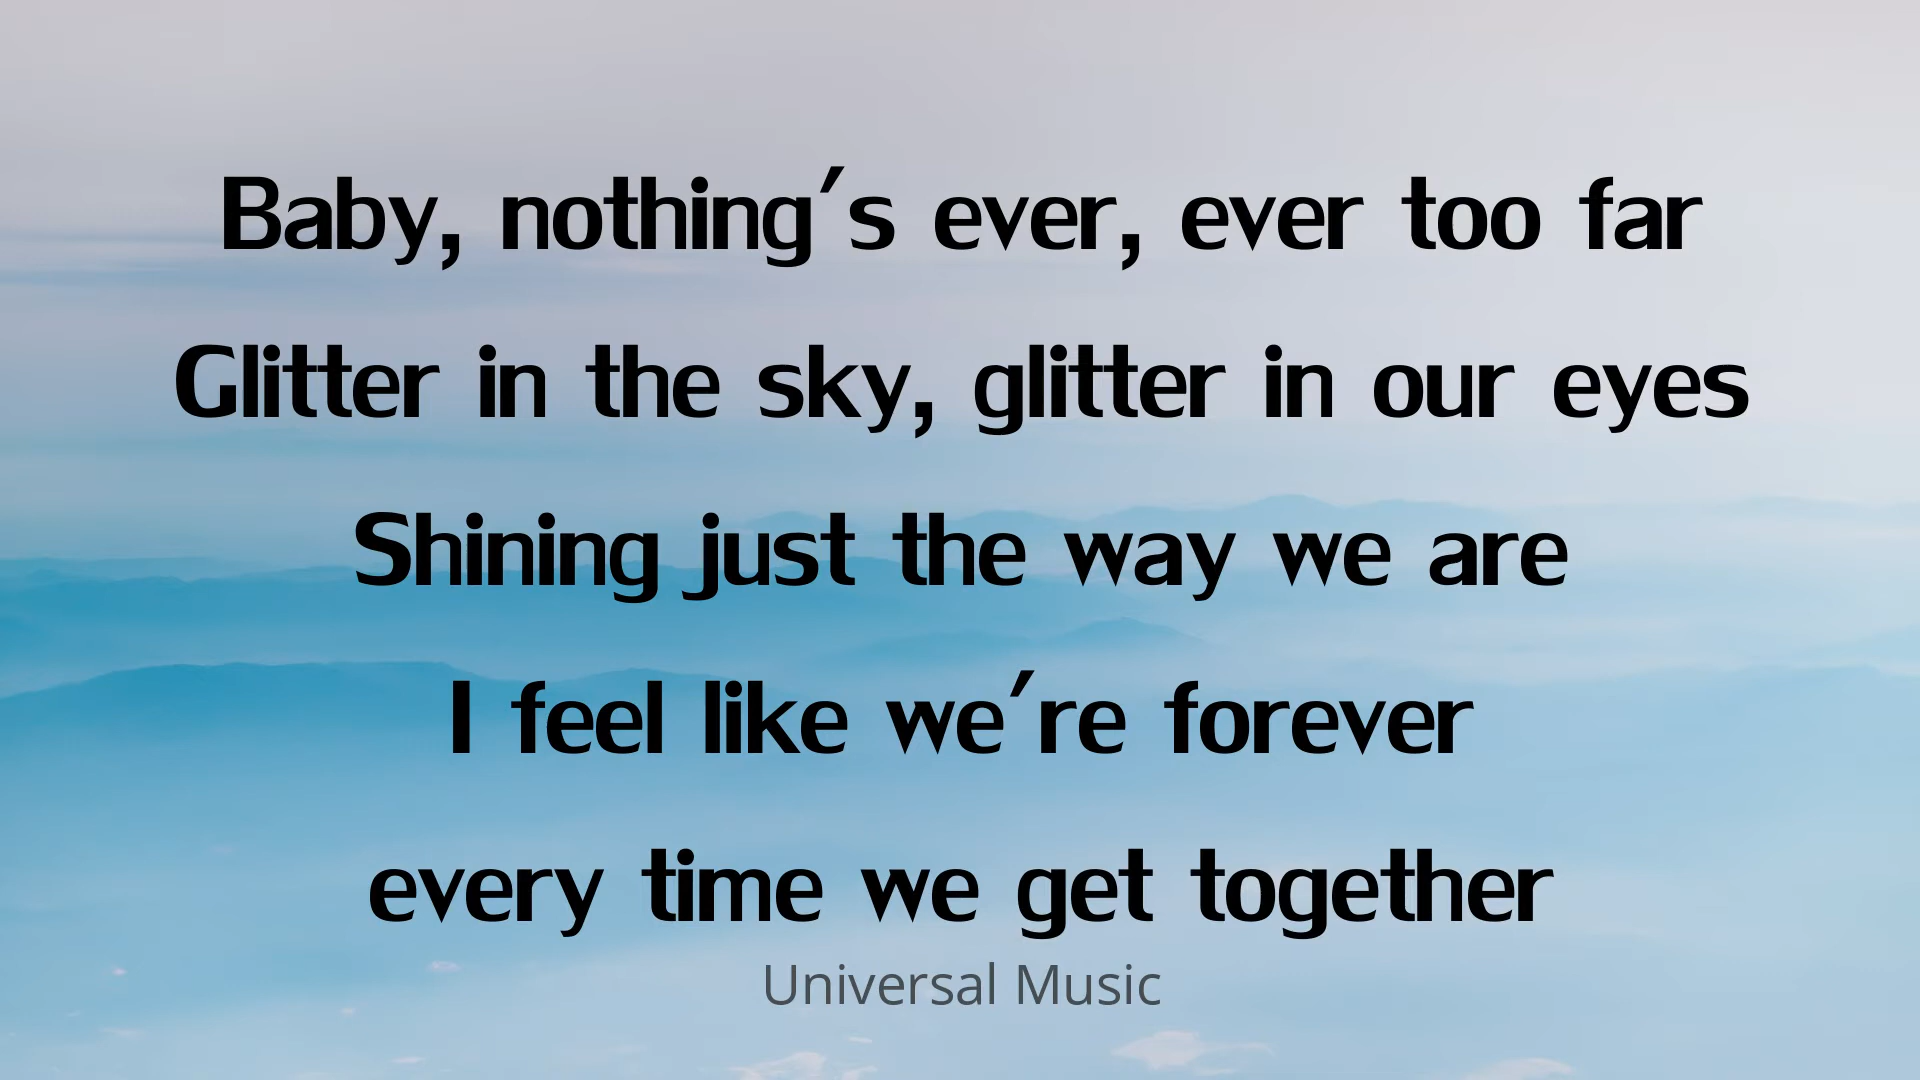 Baby, nothing's ever, ever too far
Glitter in the sky, glitter in our eyes
Shining just the way we are
I feel like we're forever
every time we get together
Universal Music